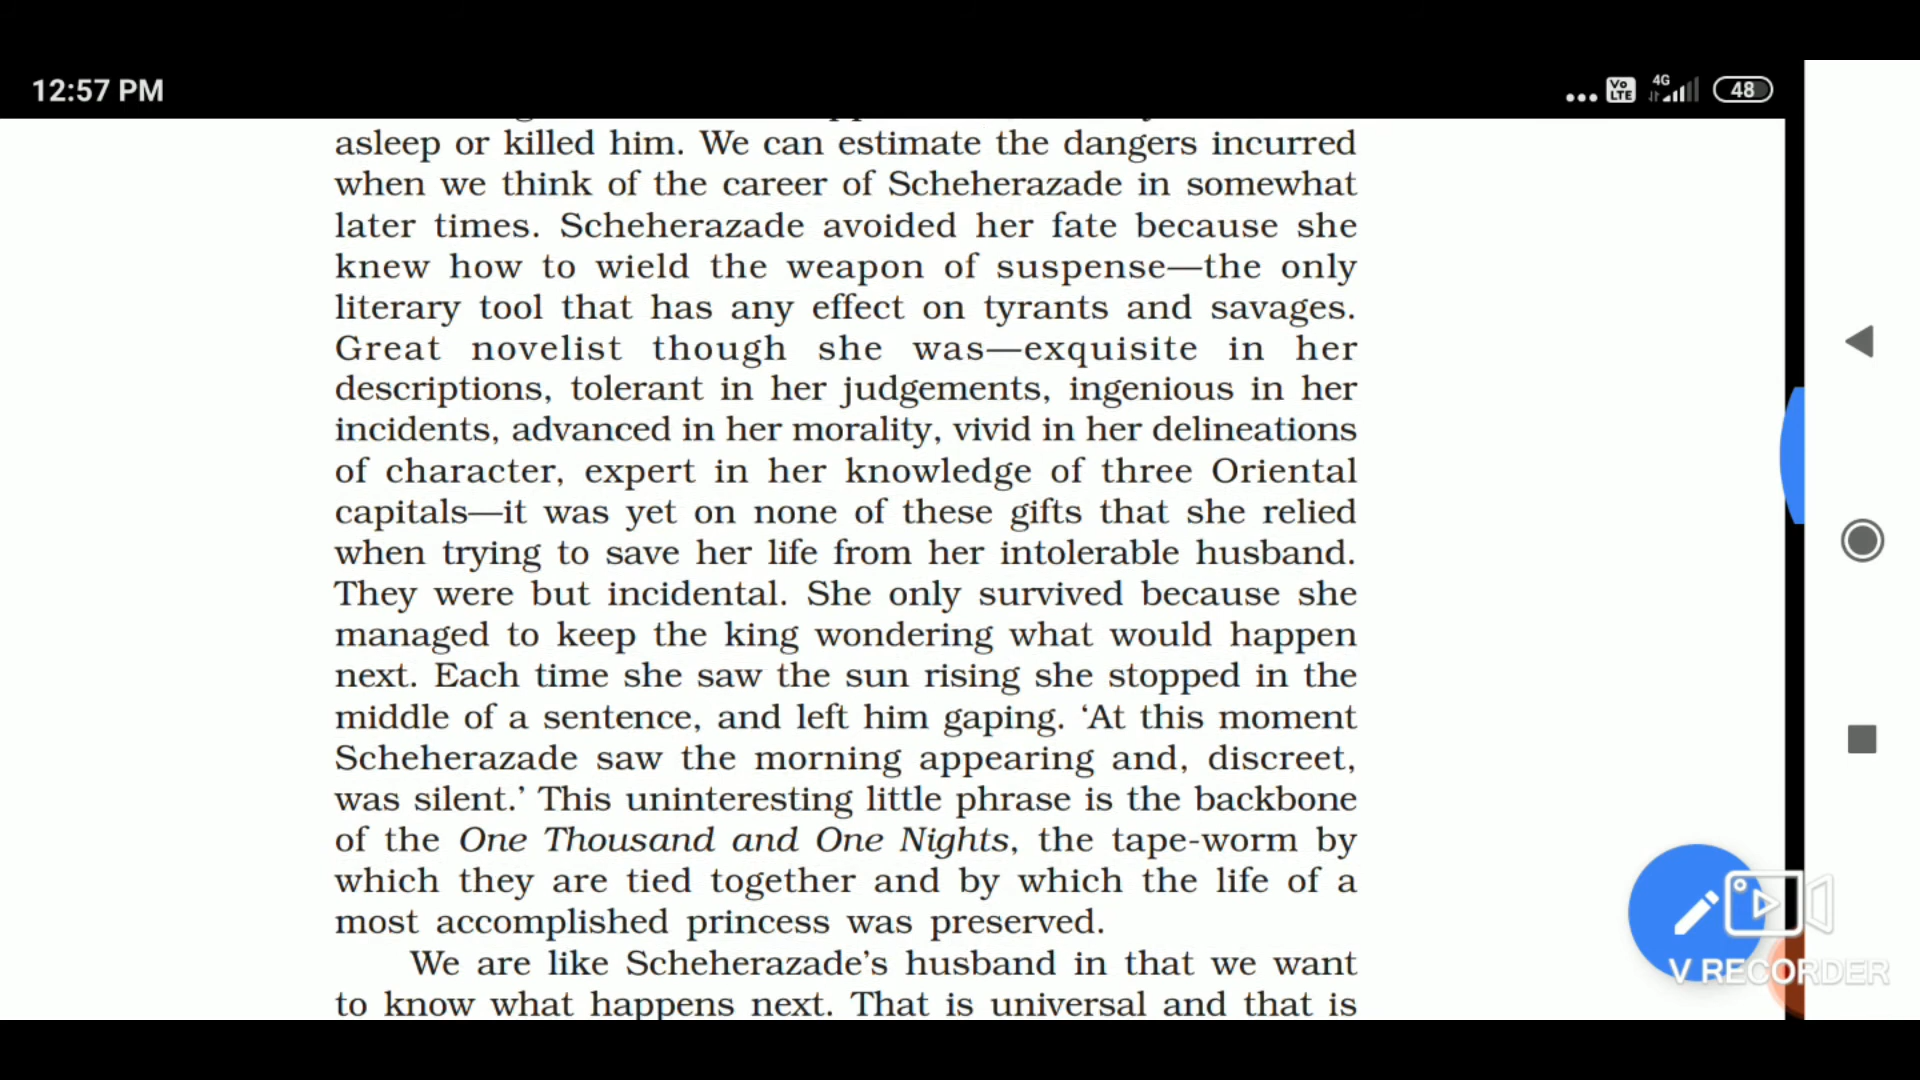 12:57 PM
Vo LTE
4G
48
asleep or killed him. We can estimate the dangers incurred
when we think of the career of Scheherazade in somewhat
later times. Scheherazade avoided her fate because she
knew how to wield the weapon of suspense—the only
literary tool that has any effect on tyrants and savages.
Great novelist though she was—exquisite in her
descriptions, tolerant in her judgements, ingenious in her
incidents, advanced in her morality, vivid in her delineations
of character, expert in her knowledge of three Oriental
capitals—it was yet on none of these gifts that she relied
when trying to save her life from her intolerable husband.
They were but incidental. She only survived because she
managed to keep the king wondering what would happen
next. Each time she saw the sun rising she stopped in the
middle of a sentence, and left him gaping. ‘At this moment
Scheherazade saw the morning appearing and, discreet,
was silent.’ This uninteresting little phrase is the backbone
of the One Thousand and One Nights, the tape-worm by
which they are tied together and by which the life of a
most accomplished princess was preserved.
We are like Scheherazade’s husband in that we want
to know what happens next. That is universal and that is
V RECORDER